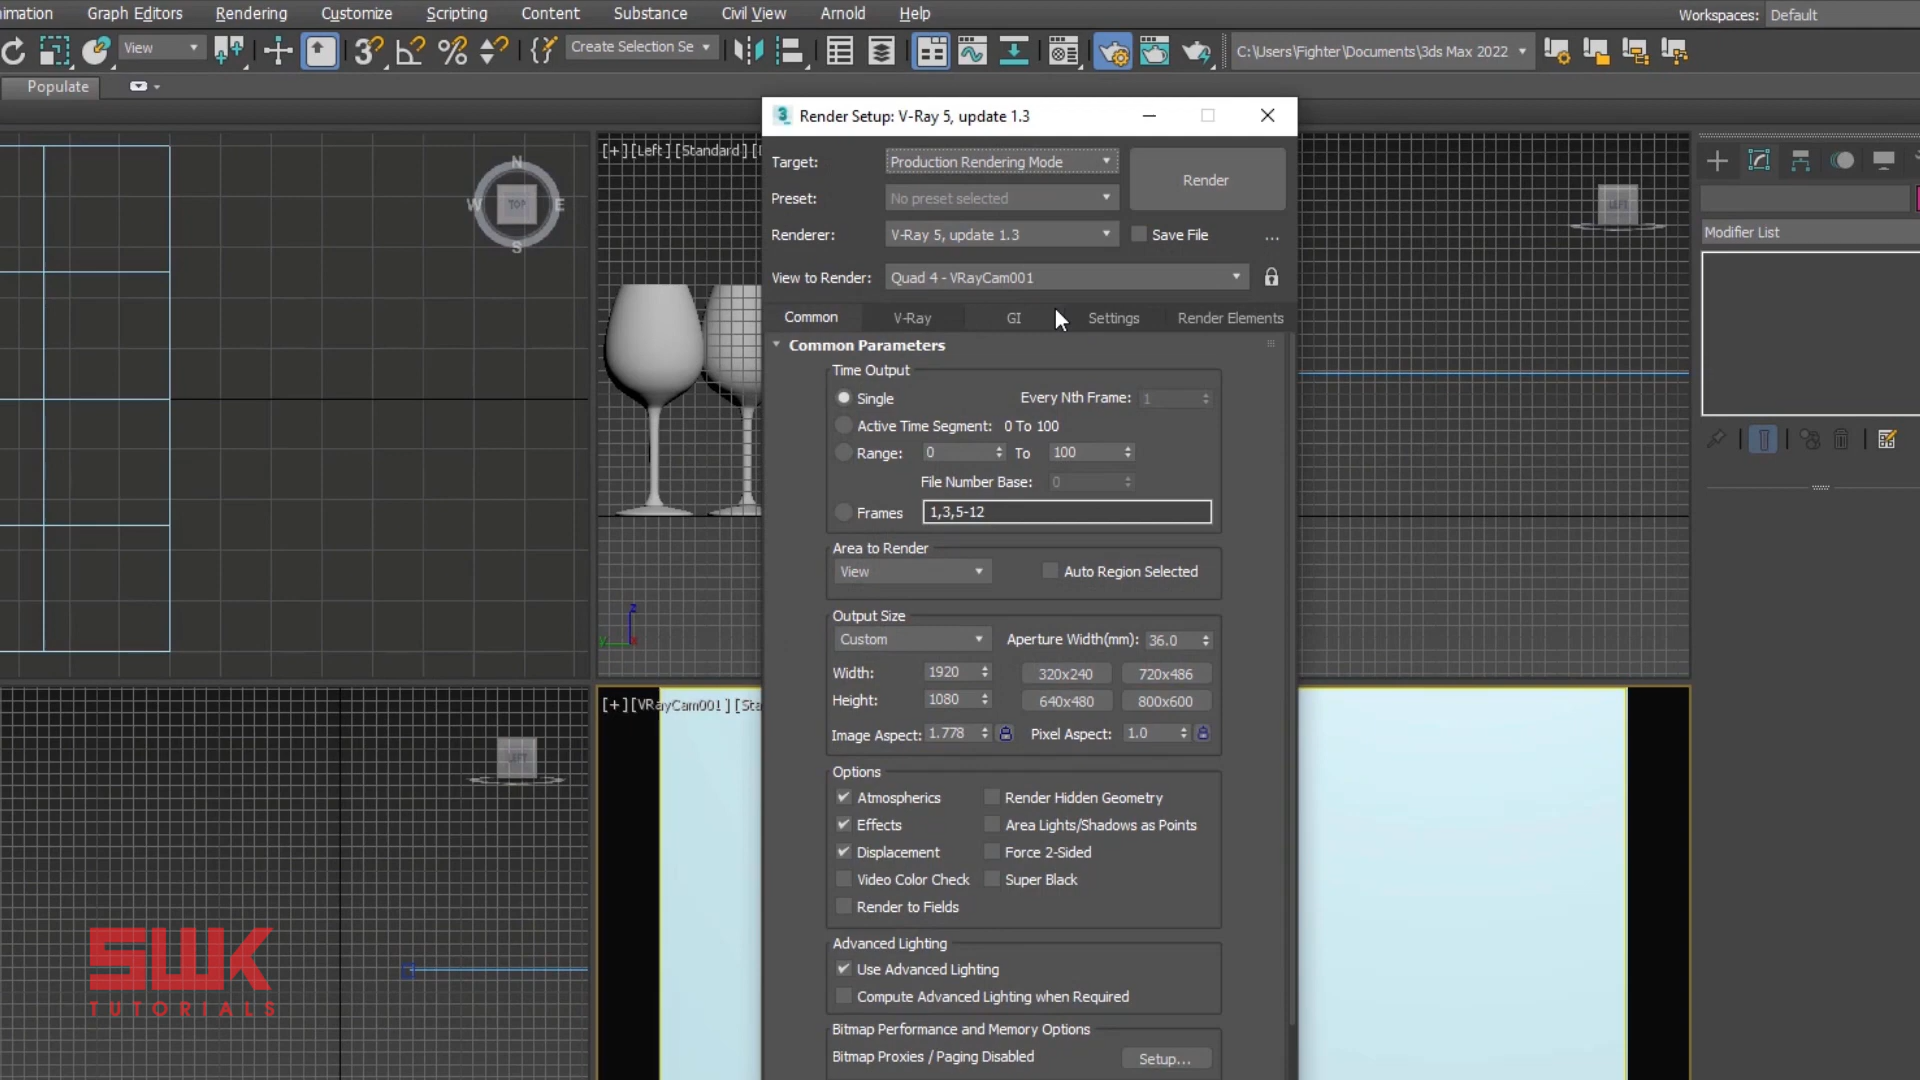 imation Graph Editors Rendering Customize Scripting Content Substance Civil View Arnold Help Workspaces: Default
View 3 Create Selection Se C:\Users\Fighter\Documents\3ds Max 2022
Populate
3 Render Setup: V-Ray 5, update 1.3
[+] [Left] [Standard] [
N
W TOP E
S
LEFT
Target: Production Rendering Mode Render
Preset: No preset selected
Renderer: V-Ray 5, update 1.3 Save File ...
View to Render: Quad 4 - VRayCam001
Modifier List
Common V-Ray GI Settings Render Elements
Common Parameters
Time Output
Single Every Nth Frame: 1
Active Time Segment: 0 To 100
Range: 0 To 100
File Number Base: 0
Frames 1,3,5-12
Area to Render
View Auto Region Selected
z
y x
Output Size
Custom Aperture Width(mm): 36.0
Width: 1920 320x240 720x486
Height: 1080 640x480 800x600
Image Aspect: 1.778 Pixel Aspect: 1.0
[+] [VRayCam001] [Sta
LEFT
Options
Atmospherics Render Hidden Geometry
Effects Area Lights/Shadows as Points
Displacement Force 2-Sided
Video Color Check Super Black
Render to Fields
Advanced Lighting
Use Advanced Lighting
Compute Advanced Lighting when Required
Bitmap Performance and Memory Options
Bitmap Proxies / Paging Disabled Setup...
SWK
TUTORIALS